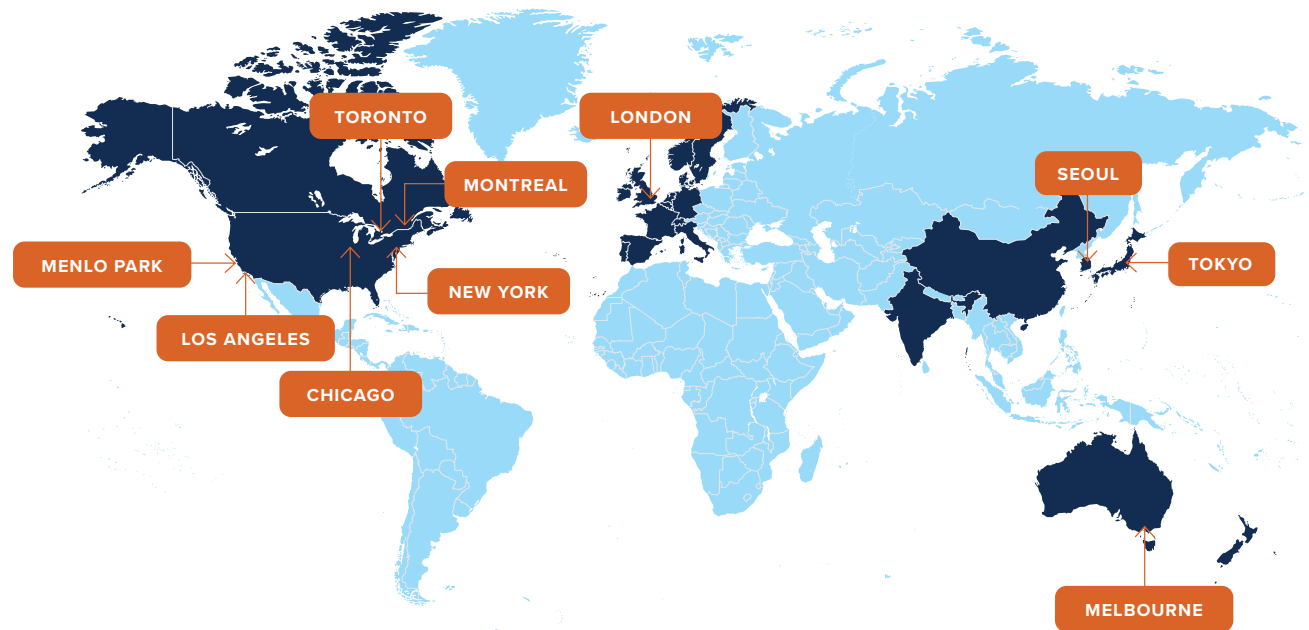 TORONTO
LONDON
MONTREAL
SEOUL
MENLO PARK
TOKYO
NEW YORK
LOS ANGELES
CHICAGO
MELBOURNE